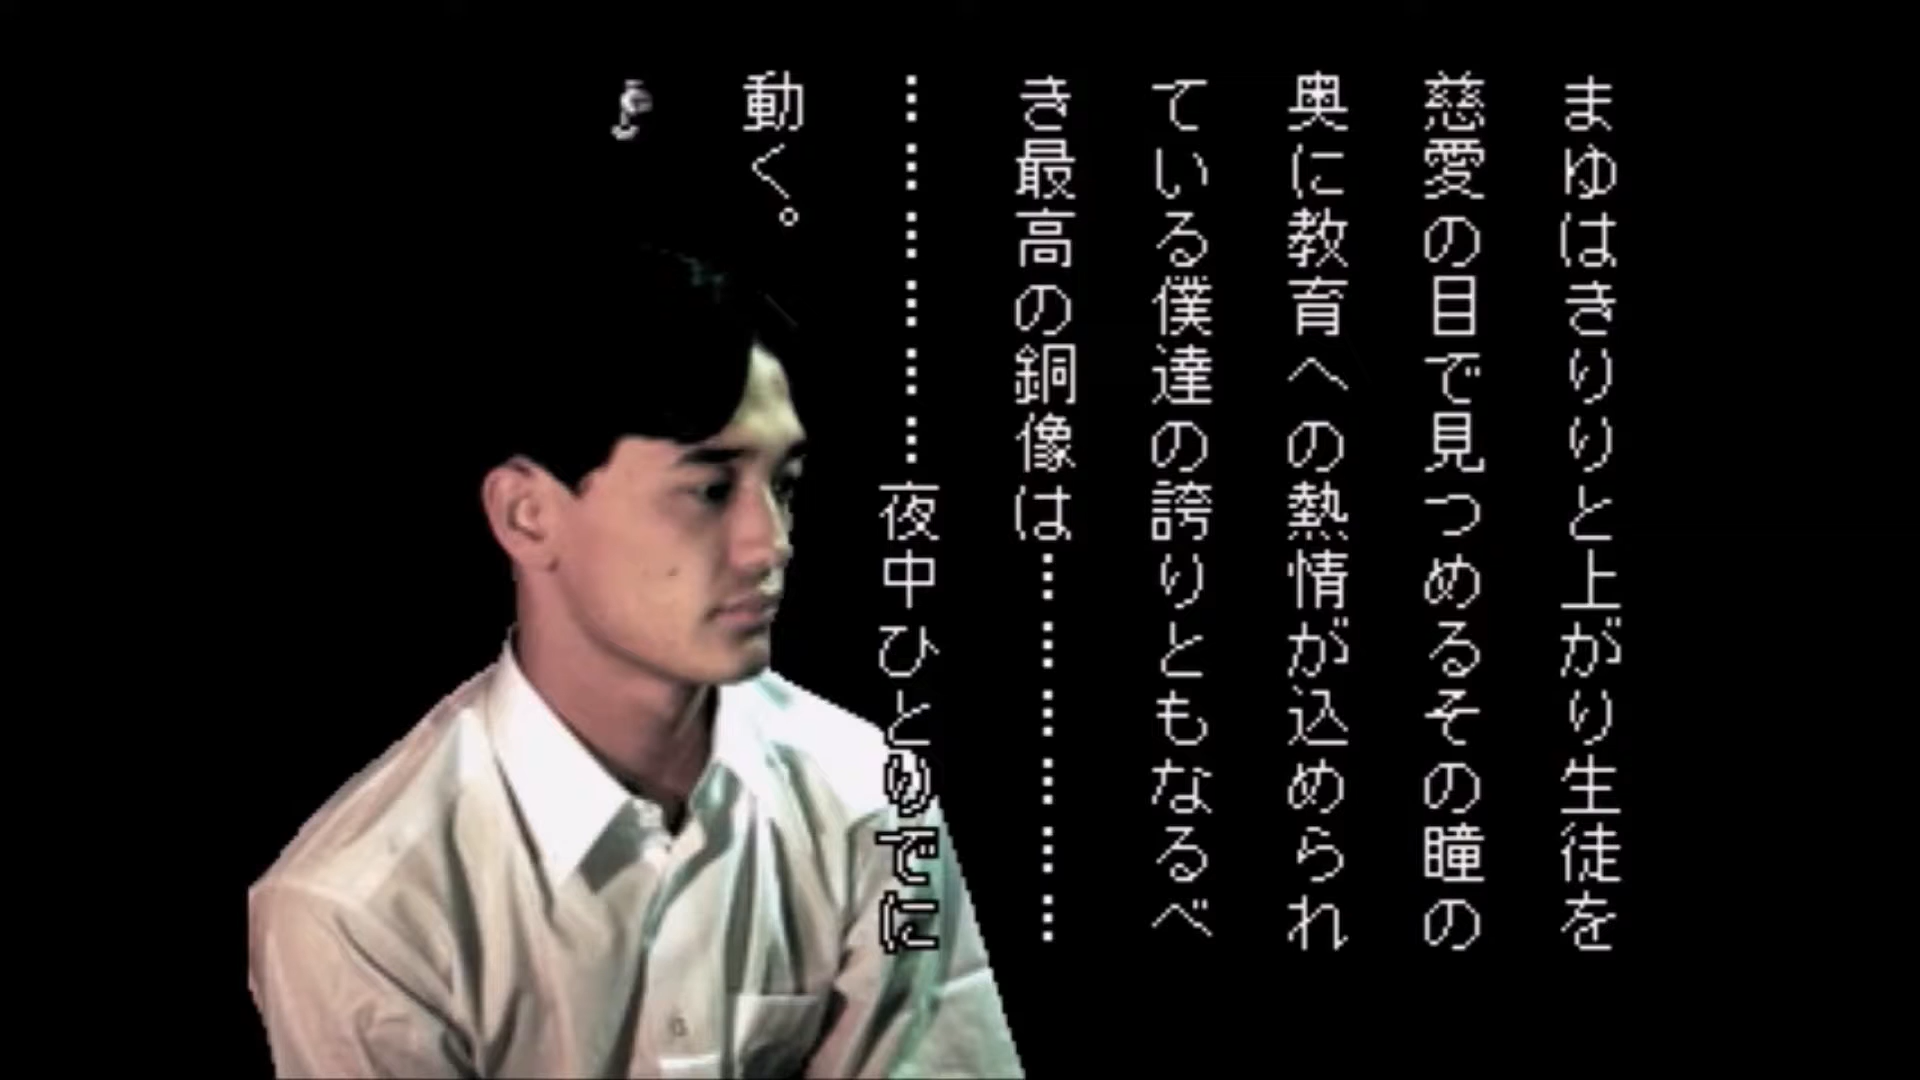 まゆはきりりと上がり生徒を
慈愛の目で見つめるその瞳の
奥に教育への熱情が込められ
ている僕達の誇りともなるべ
き最高の銅像は………………
………………夜中ひとりでに
動く。